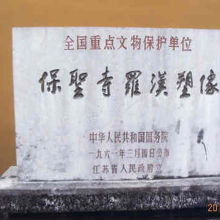 全国重点文物保护单位
保聖寺羅漢塑像
中华人民共和国国务院
一九六一年三月四日公布
江苏省人民政府立